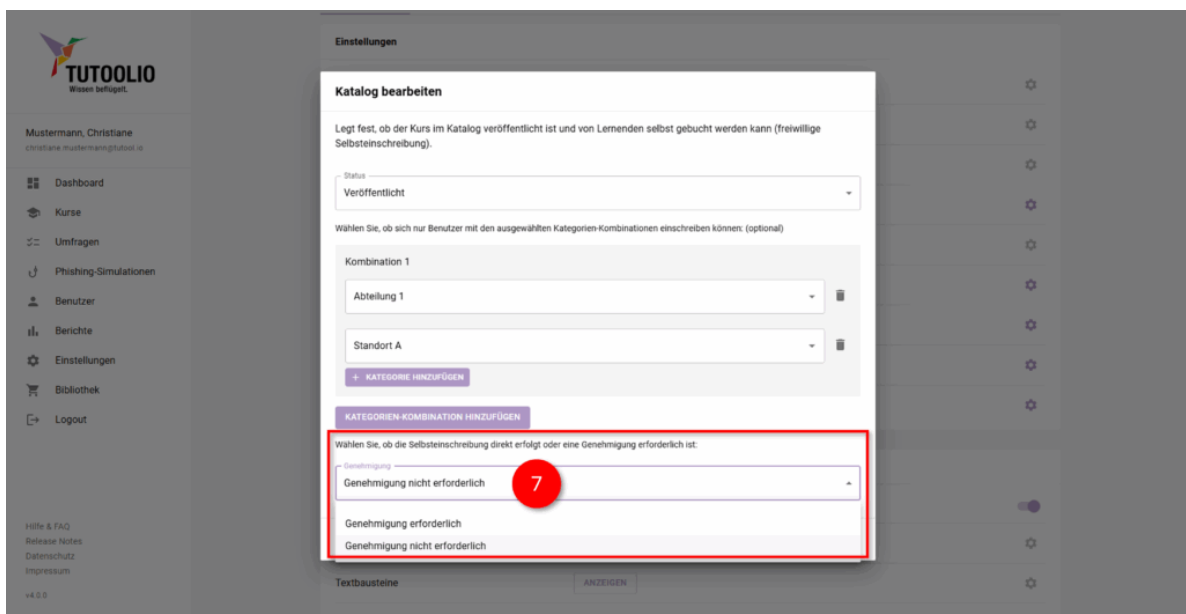 TUTOOLIO
Wissen beflügelt.
Mustermann, Christiane
christiane.mustermann@tutool.io
Dashboard
Kurse
Umfragen
Phishing-Simulationen
Benutzer
Berichte
Einstellungen
Bibliothek
Logout
Hilfe & FAQ
Release Notes
Datenschutz
Impressum
v4.0.0
Einstellungen
Katalog bearbeiten
Legt fest, ob der Kurs im Katalog veröffentlicht ist und von Lernenden selbst gebucht werden kann (freiwillige
Selbsteinschreibung).
Status
Veröffentlicht
Wählen Sie, ob sich nur Benutzer mit den ausgewählten Kategorien-Kombinationen einschreiben können: (optional)
Kombination 1
Abteilung 1
Standort A
+ KATEGORIE HINZUFÜGEN
KATEGORIEN-KOMBINATION HINZUFÜGEN
Wählen Sie, ob die Selbsteinschreibung direkt erfolgt oder eine Genehmigung erforderlich ist:
Genehmigung
Genehmigung nicht erforderlich
7
Genehmigung erforderlich
Genehmigung nicht erforderlich
Textbausteine
ANZEIGEN